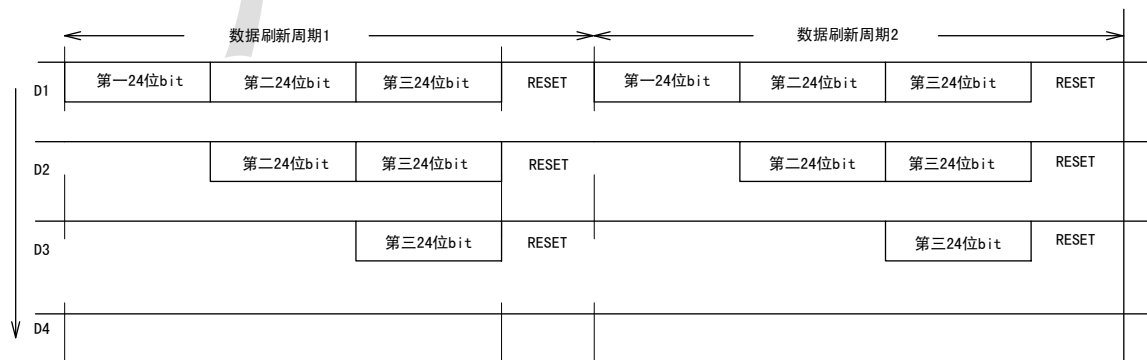 数据刷新周期1 数据刷新周期2
D1 第一24位bit 第二24位bit 第三24位bit RESET 第一24位bit 第二24位bit 第三24位bit RESET
D2 第二24位bit 第三24位bit RESET 第二24位bit 第三24位bit RESET
D3 第三24位bit RESET 第三24位bit RESET
D4